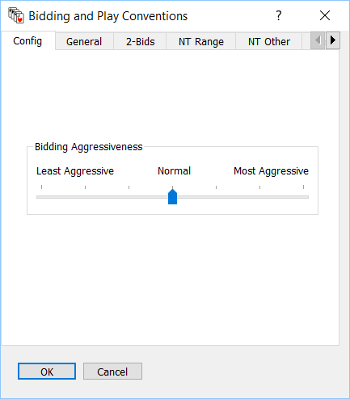 Bidding and Play Conventions ?
Config General 2-Bids NT Range NT Other
Bidding Aggressiveness
Least Aggressive Normal Most Aggressive
OK Cancel